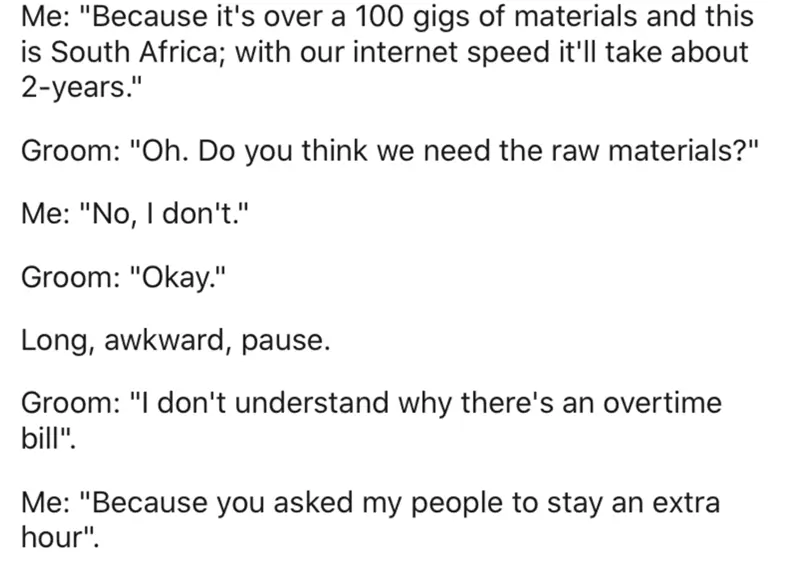 Me: "Because it's over a 100 gigs of materials and this
is South Africa; with our internet speed it'll take about
2-years."
Groom: "Oh. Do you think we need the raw materials?"
Me: "No, I don't."
Groom: "Okay."
Long, awkward, pause.
Groom: "I don't understand why there's an overtime
bill".
Me: "Because you asked my people to stay an extra
hour".